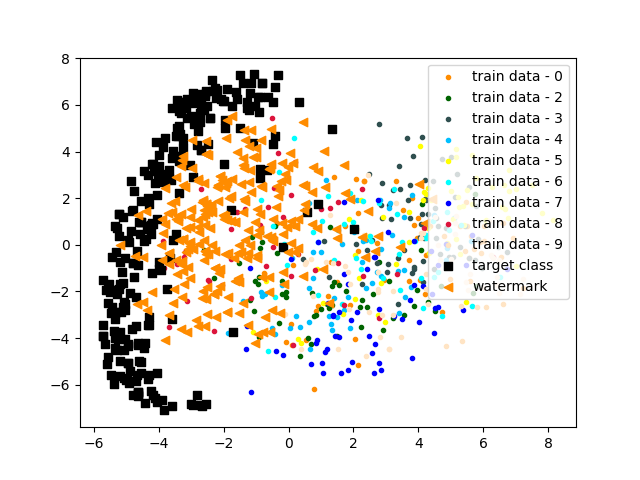 8
6
4
2
0
−2
−4
−6
−6
−4
−2
0
2
4
6
8
train data - 0
train data - 2
train data - 3
train data - 4
train data - 5
train data - 6
train data - 7
train data - 8
train data - 9
target class
watermark